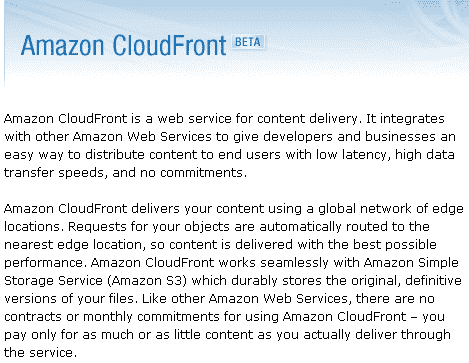 Amazon CloudFront BETA
Amazon CloudFront is a web service for content delivery. It integrates
with other Amazon Web Services to give developers and businesses an
easy way to distribute content to end users with low latency, high data
transfer speeds, and no commitments.
Amazon CloudFront delivers your content using a global network of edge
locations. Requests for your objects are automatically routed to the
nearest edge location, so content is delivered with the best possible
performance. Amazon CloudFront works seamlessly with Amazon Simple
Storage Service (Amazon S3) which durably stores the original, definitive
versions of your files. Like other Amazon Web Services, there are no
contracts or monthly commitments for using Amazon CloudFront – you
pay only for as much or as little content as you actually deliver through
the service.